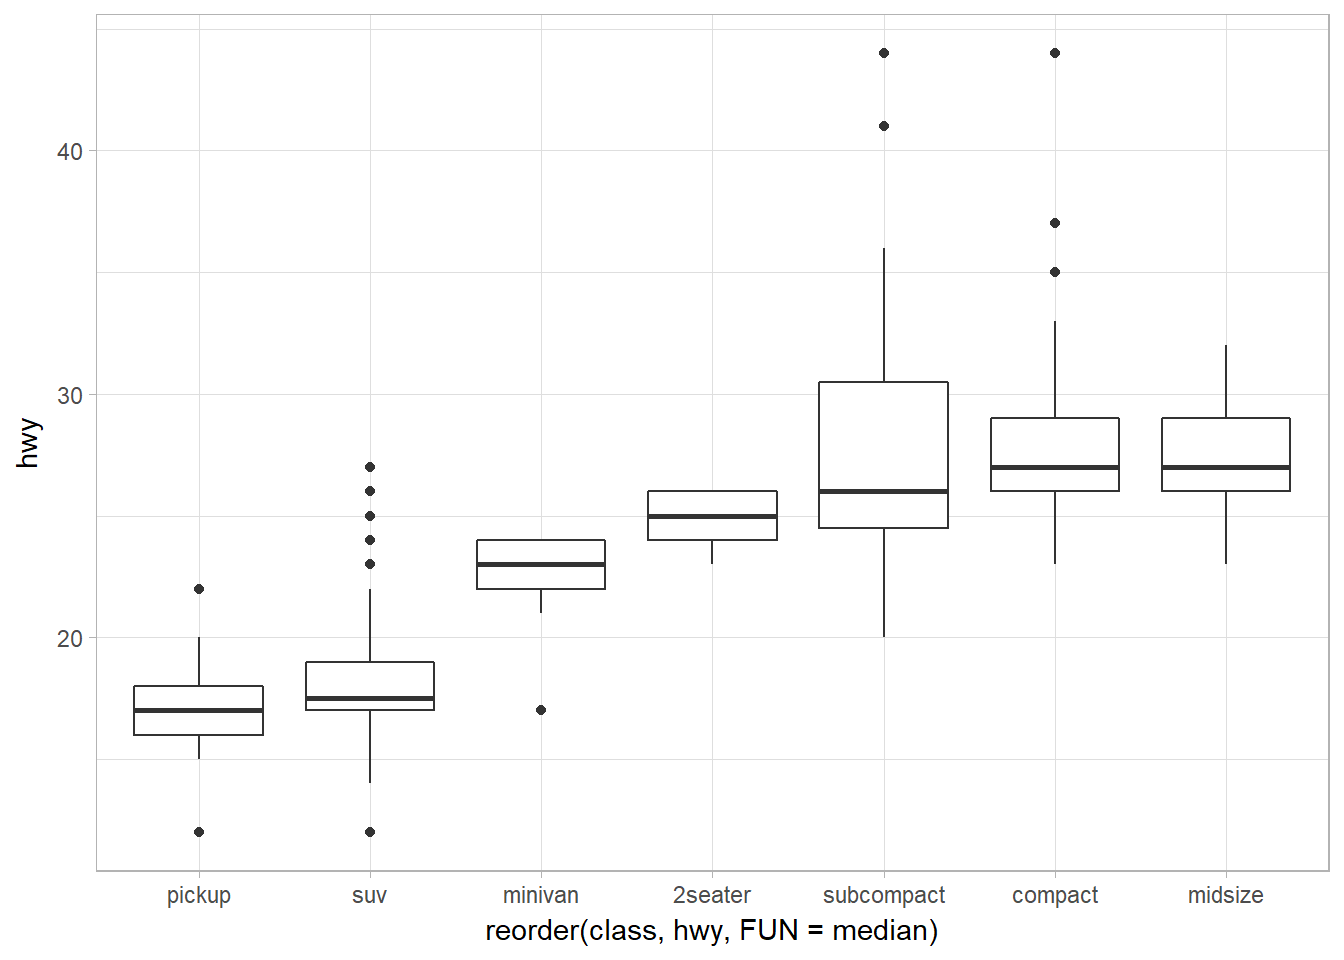 40
30
20
hwy
pickup suv minivan 2seater subcompact compact midsize
reorder(class, hwy, FUN = median)